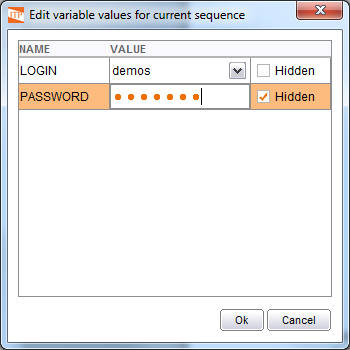 Edit variable values for current sequence
NAME VALUE
LOGIN demos Hidden
PASSWORD ••••••• Hidden
Ok Cancel